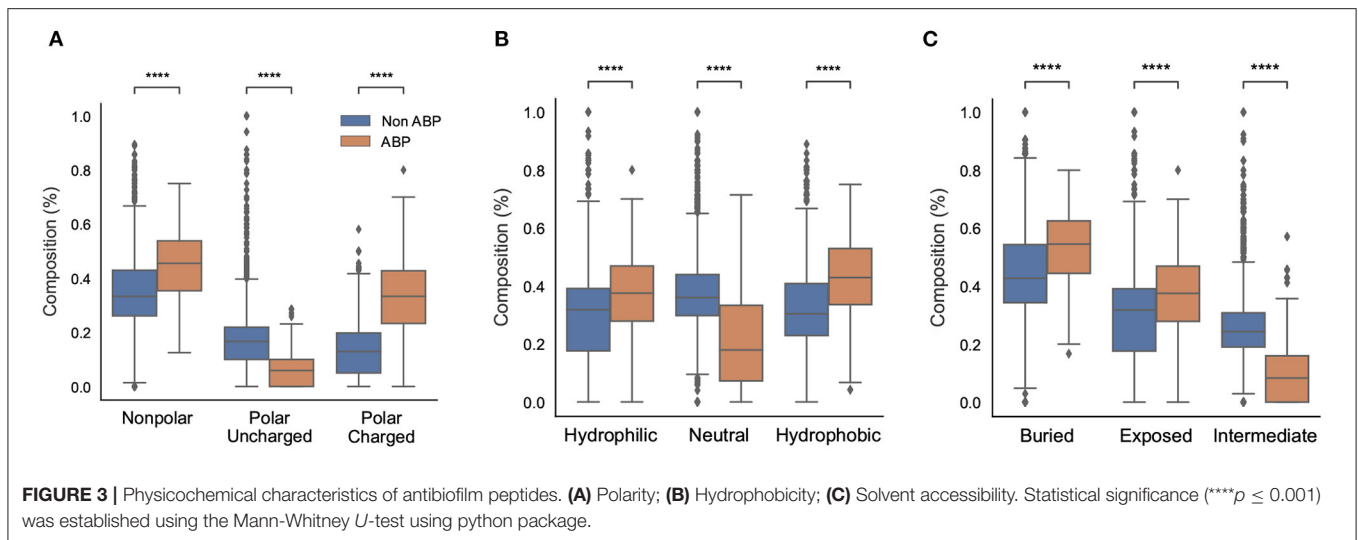 A
B
C
**** **** ****
**** **** ****
**** **** ****
Composition (%)
1.0
0.8
0.6
0.4
0.2
0.0
Non ABP
ABP
Nonpolar
Polar
Uncharged
Polar
Charged
Composition (%)
1.0
0.8
0.6
0.4
0.2
0.0
Hydrophilic Neutral Hydrophobic
Composition (%)
1.0
0.8
0.6
0.4
0.2
0.0
Buried Exposed Intermediate
FIGURE 3 | Physicochemical characteristics of antibiofilm peptides. (A) Polarity; (B) Hydrophobicity; (C) Solvent accessibility. Statistical significance (****p ≤ 0.001)
was established using the Mann-Whitney U-test using python package.